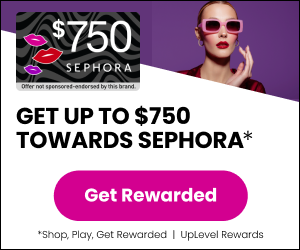 $750
SEPHORA
Offer not sponsored-endorsed by this brand.
GET UP TO $750
TOWARDS SEPHORA*
Get Rewarded
*Shop, Play, Get Rewarded | UpLevel Rewards